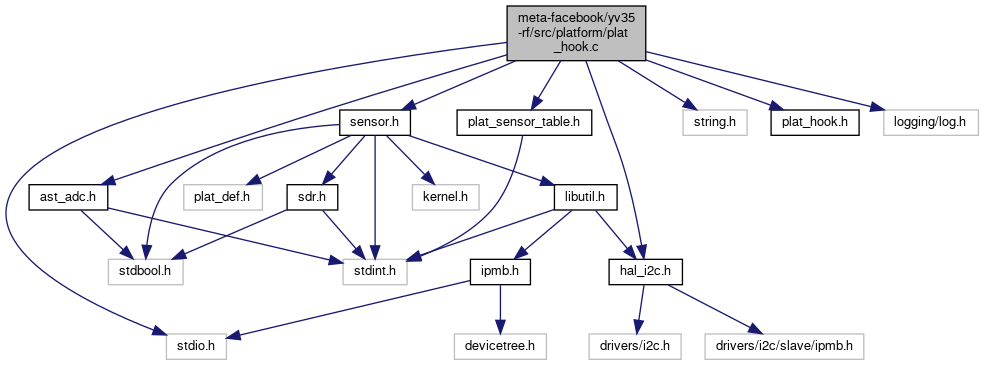 meta-facebook/yv35
-rf/src/platform/plat
_hook.c
sensor.h
plat_sensor_table.h
string.h
plat_hook.h
logging/log.h
ast_adc.h
plat_def.h
sdr.h
kernel.h
libutil.h
stdbool.h
stdint.h
ipmb.h
hal_i2c.h
stdio.h
devicetree.h
drivers/i2c.h
drivers/i2c/slave/ipmb.h